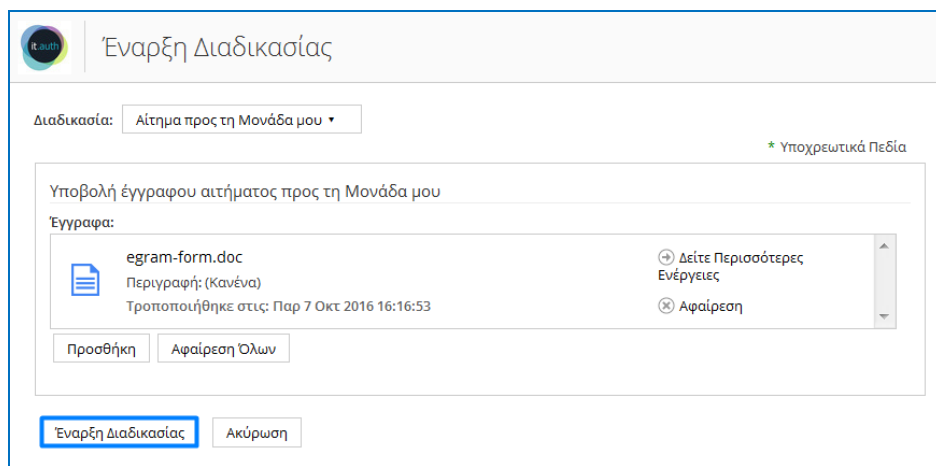 it.auth
Έναρξη Διαδικασίας
Διαδικασία: Αίτημα προς τη Μονάδα μου
* Υποχρεωτικά Πεδία
Υποβολή έγγραφου αιτήματος προς τη Μονάδα μου
Έγγραφα:
egram-form.doc
Περιγραφή: (Κανένα)
Τροποποιήθηκε στις: Παρ 7 Οκτ 2016 16:16:53
Δείτε Περισσότερες
Ενέργειες
Αφαίρεση
Προσθήκη Αφαίρεση Όλων
Έναρξη Διαδικασίας Ακύρωση